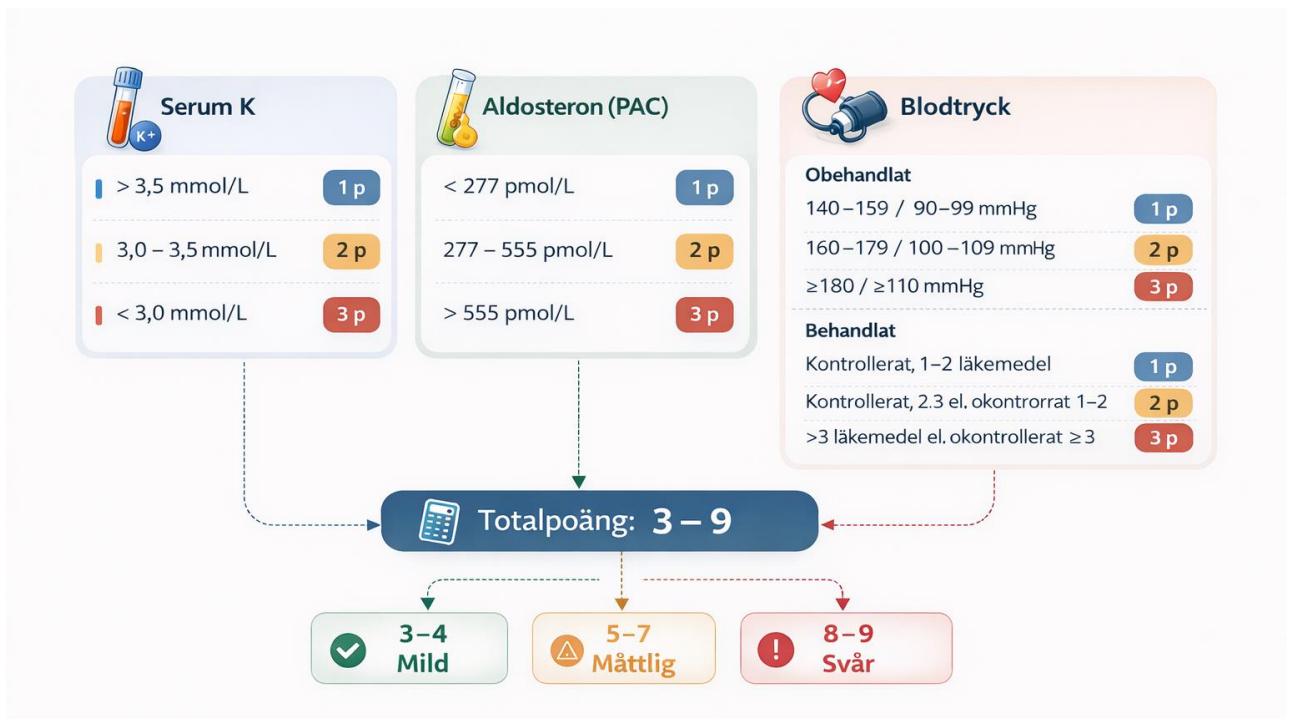 Serum K
K+
> 3,5 mmol/L 1 p
3,0 – 3,5 mmol/L 2 p
< 3,0 mmol/L 3 p
Aldosteron (PAC)
< 277 pmol/L 1 p
277 – 555 pmol/L 2 p
> 555 pmol/L 3 p
Blodtryck
Obehandlat
140–159 / 90–99 mmHg 1 p
160–179 / 100–109 mmHg 2 p
≥180 / ≥110 mmHg 3 p
Behandlat
Kontrollerat, 1–2 läkemedel 1 p
Kontrollerat, 2.3 el. okontrorrat 1–2 2 p
>3 läkemedel el. okontrollerat ≥3 3 p
Totalpoäng: 3 – 9
3–4
Mild
5–7
Måttlig
8–9
Svår